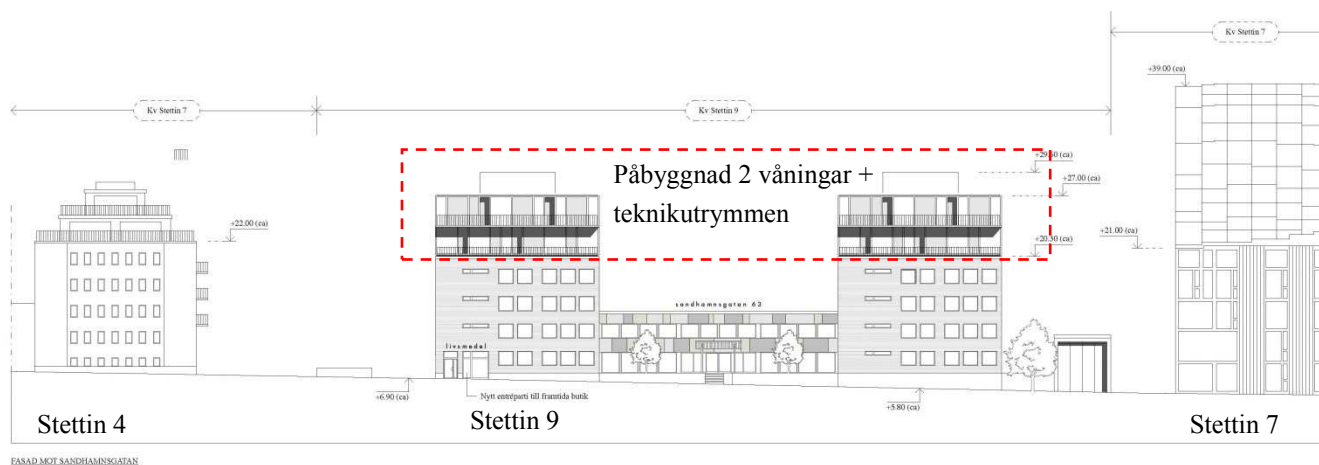 Kv Stettin 7
+39.00 (ca)
Kv Stettin 7
Kv Stettin 9
+29.50 (ca)
Påbyggnad 2 våningar +
teknikutrymmen
+27.00 (ca)
+22.00 (ca)
+20.50 (ca)
+21.00 (ca)
sandhamnsgatan 62
livsmedel
+6.90 (ca)
Nytt entréparti till framtida butik
+5.80 (ca)
Stettin 4
Stettin 9
Stettin 7
FASAD MOT SANDHAMNSGATAN